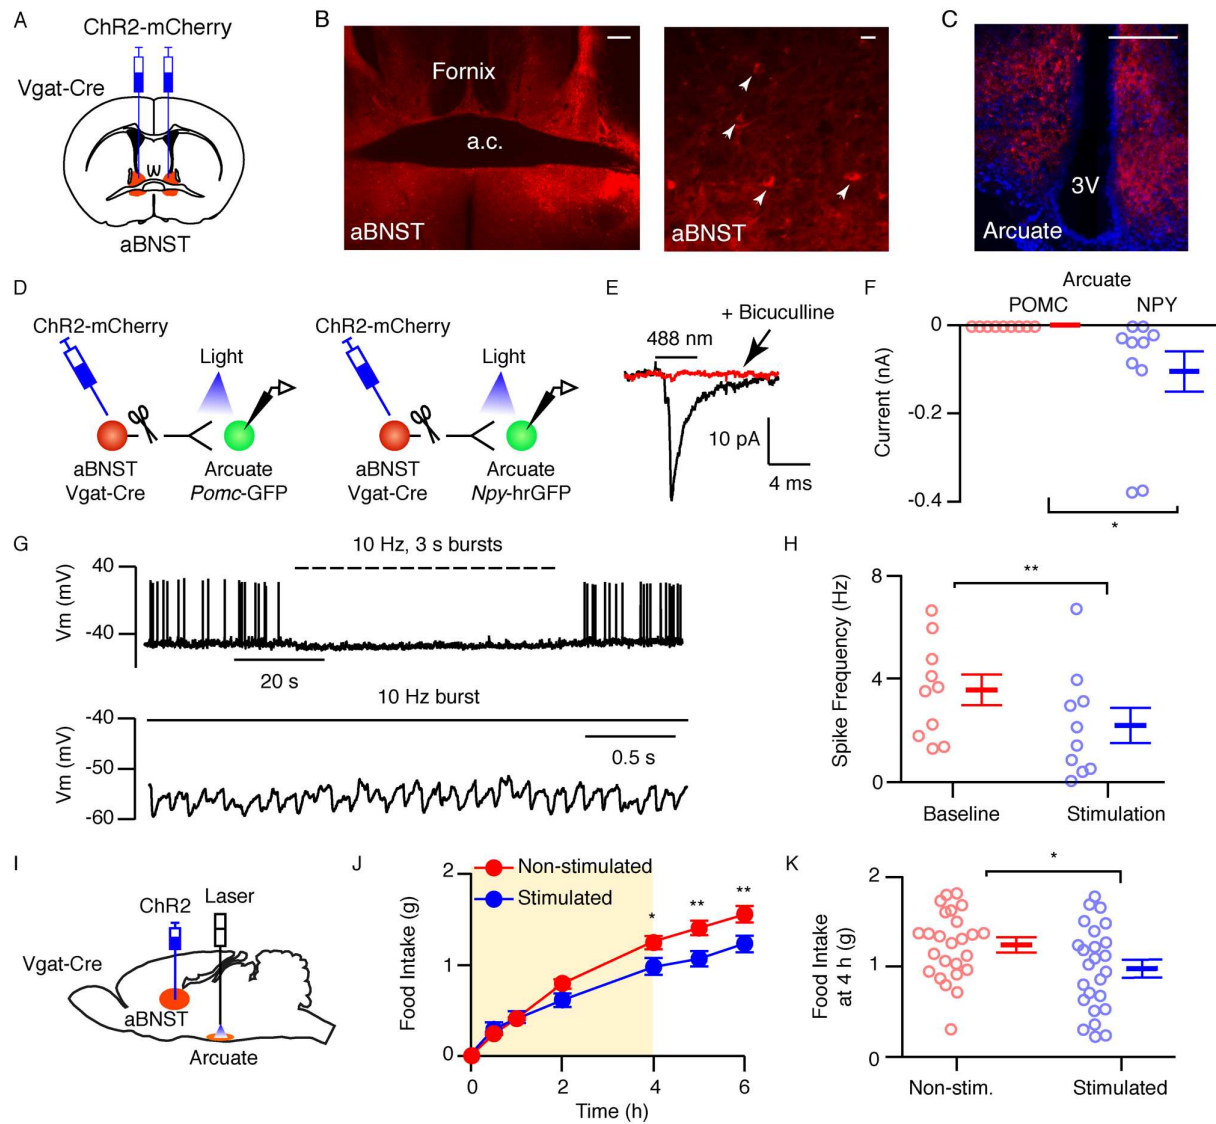 A
ChR2-mCherry
Vgat-Cre
aBNST
B
Fornix
a.c.
aBNST
aBNST
C
3V
Arcuate
D
ChR2-mCherry
Light
aBNST
Vgat-Cre
Arcuate
Pomc-GFP
ChR2-mCherry
Light
aBNST
Vgat-Cre
Arcuate
Npy-hrGFP
E
+ Bicuculline
488 nm
10 pA
4 ms
F
Arcuate
POMC
NPY
0
-0.2
-0.4
Current (nA)
*
G
10 Hz, 3 s bursts
40
-40
Vm (mV)
20 s
10 Hz burst
-40
-50
-60
Vm (mV)
0.5 s
H
**
8
4
0
Spike Frequency (Hz)
Baseline
Stimulation
I
ChR2
Laser
Vgat-Cre
aBNST
Arcuate
J
Non-stimulated
Stimulated
*
**
**
2
1
0
Food Intake (g)
0
2
4
6
Time (h)
K
*
2
1
0
Food Intake
at 4 h (g)
Non-stim.
Stimulated